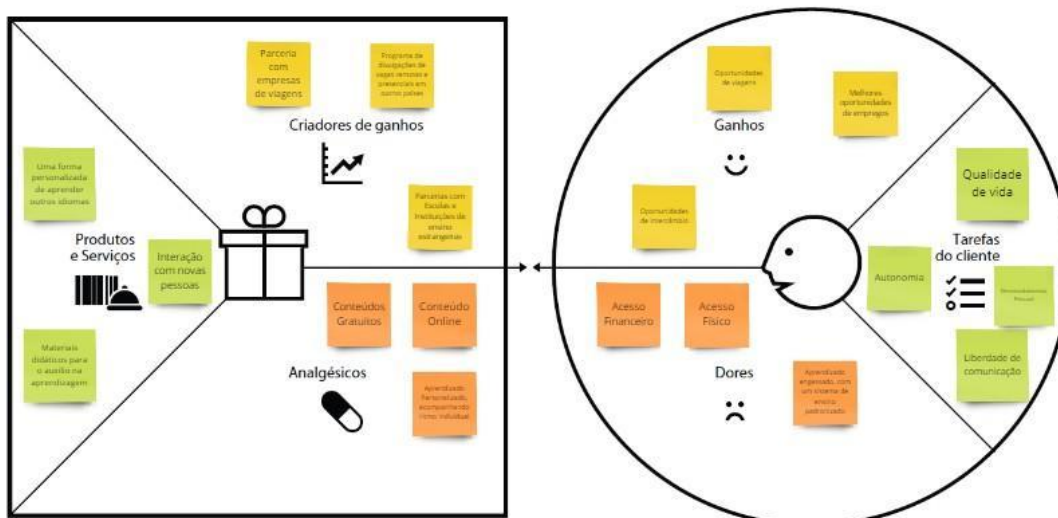 Parceria
com
empresas
de viagens
Programa de
divulgações de
vagas remotas e
presenciais em
outros países
Criadores de ganhos
Uma forma
personalizada
de aprender
outros idiomas
Parcerias com
Escolas e
Instituições de
ensino
estrangeiras
Produtos
e Serviços
Interação
com novas
pessoas
Conteúdos
Gratuitos
Conteúdo
Online
Materiais
didáticos para
o auxílio na
aprendizagem
Analgésicos
Aprendizado
Personalizado,
acompanhando
ritmo individual
Oportunidades
de viagens
Melhores
oportunidades
de empregos
Ganhos
Qualidade
de vida
Oportunidades
de intercâmbio
Tarefas
do cliente
Autonomia
Acesso
Financeiro
Acesso
Físico
Liberdade de
comunicação
Dores
Aprendizado
engessado, com
um sistema de
ensino
padronizado